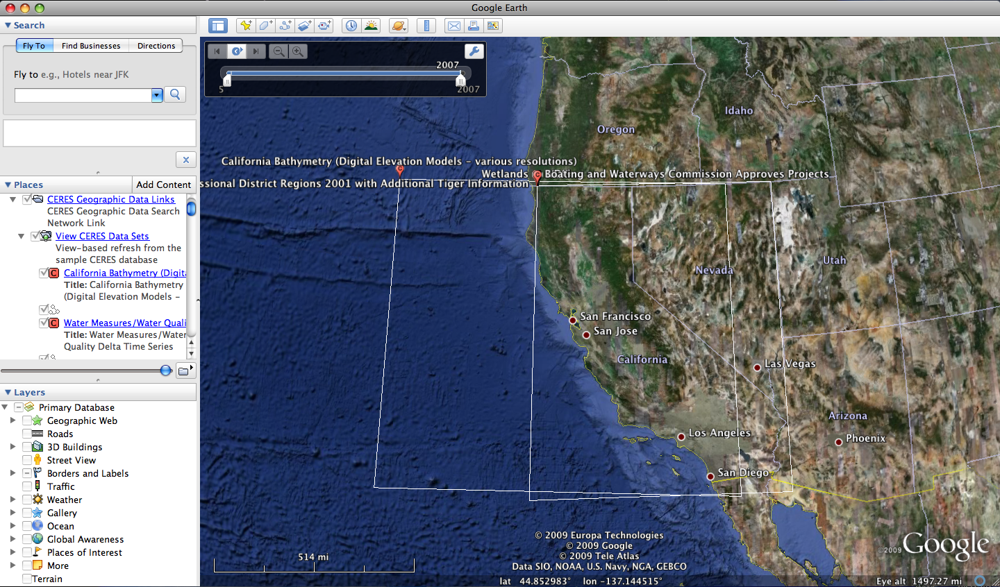 Google Earth
Search
Fly To
Find Businesses
Directions
Fly to e.g., Hotels near JFK
Places
Add Content
CERES Geographic Data Links
CERES Geographic Data Search
Network Link
View CERES Data Sets
View-based refresh from the
sample CERES database
C California Bathymetry (Digita
Title: California Bathymetry
(Digital Elevation Models -
C Water Measures/Water Quali
Title: Water Measures/Water
Quality Delta Time Series
Layers
Primary Database
Geographic Web
Roads
3D Buildings
Street View
Borders and Labels
Traffic
Weather
Gallery
Ocean
Global Awareness
Places of Interest
More
Terrain
2007
5
2007
Idaho
Oregon
California Bathymetry (Digital Elevation Models - various resolutions)
C
Wetlands
C
Boating and Waterways Commission Approves Projects
ssional District Regions 2001 with Additional Tiger Information
Nevada
Utah
San Francisco
San Jose
California
Las Vegas
Arizona
Los Angeles
Phoenix
San Diego
514 mi
© 2009 Europa Technologies
© 2009 Google
© 2009 Tele Atlas
Data SIO, NOAA, U.S. Navy, NGA, GEBCO
©2009 Google
lat 44.852983° lon -137.144515°
Eye alt 1497.27 mi